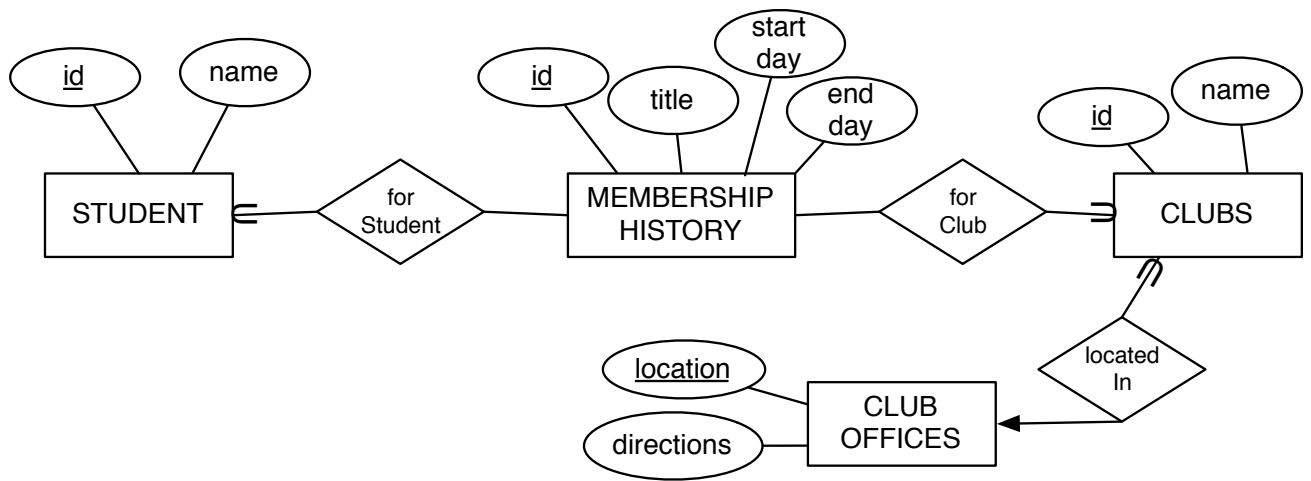 id
name
STUDENT
for
Student
id
title
start
day
end
day
MEMBERSHIP
HISTORY
for
Club
id
name
CLUBS
located
In
location
directions
CLUB
OFFICES